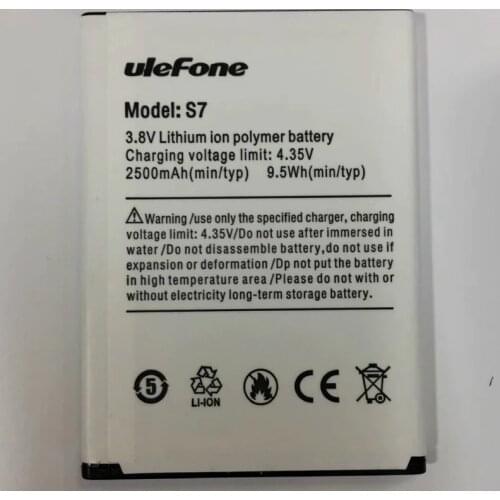 uleFone
Model: S7
3.8V Lithium ion polymer battery
Charging voltage limit: 4.35V
2500mAh(min/typ) 9.5Wh(min/typ)
Warning /use only the specified charger, charging
voltage limit: 4.35V/Do not use after immersed in
water /Do not disassemble battery,do not use if
expansion or deformation /Dp not put the battery
in high temperature area /Please do not with or
without electricity long-term storage battery.
5
LI-ION
CE